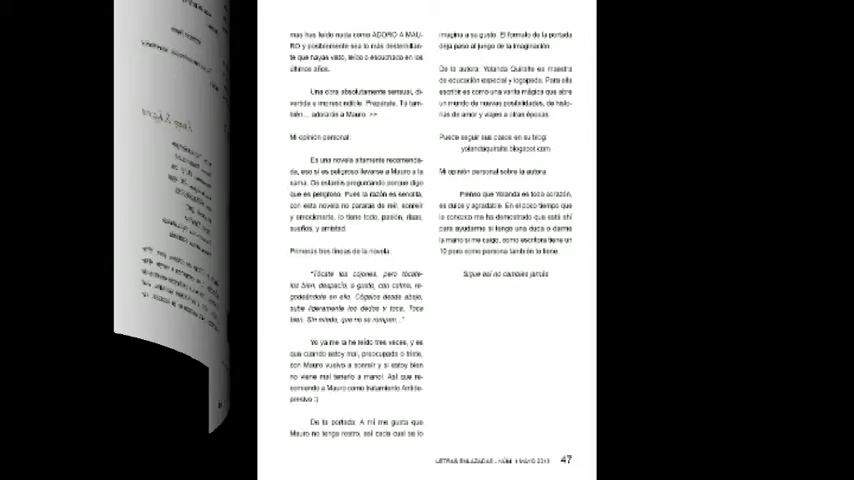 mas has leído nada como ADORO A MAU-
RO y posiblemente sea lo más desternillan-
te que hayas visto, leído o escuchado en los
últimos años.
Una obra absolutamente sensual, di-
vertida e imprescindible. Prepárate. Tú tam-
bién... adorarás a Mauro. >>
Mi opinión personal:
Es una novela altamente recomenda-
da, eso sí es peligroso llevarse a Mauro a la
cama. Os estaréis preguntando porque digo
que es peligroso. Pues la razón es sencilla,
con esta novela no pararas de reír, sonreír
y emocionarte, lo tiene todo, pasión, risas,
sueños, y amistad.
Primeras tres líneas de la novela:
"Tócate los cojones, pero tócate-
los bien, despacio, a gusto, con calma, re-
godeándote en ello. Cógelos desde abajo,
sube ligeramente los dedos y toca. Toca
bien. Sin miedo, que no se rompen..."
Yo ya me la he leído tres veces, y es
que cuando estoy mal, preocupada o triste,
con Mauro vuelvo a sonreír y si estoy bien
no viene mal tenerlo a mano! Así que re-
comiendo a Mauro como tratamiento Antide-
presivo :)
De la portada: A mí me gusta que
Mauro no tenga rostro, así cada cual se lo
imagina a su gusto. El formato de la portada
deja paso al juego de la imaginación.
De la autora: Yolanda Quiralte es maestra
de educación especial y logopeda. Para ella
escribir es como una varita mágica que abre
un mundo de nuevas posibilidades, de histo-
rias de amor y viajes a otras épocas.
Puede seguir sus pasos en su blog:
yolandaquiralte.blogspot.com
Mi opinión personal sobre la autora
Pienso que Yolanda es todo corazón,
es dulce y agradable. En el poco tiempo que
la conozco me ha demostrado que está ahí
para ayudarme si tengo una duda o darme
la mano si me caigo, como escritora tiene un
10 pero como persona también lo tiene.
Sigue así no cambies jamás
LETRAS ENLAZADAS - NÚM. 1 MAYO 2013 47